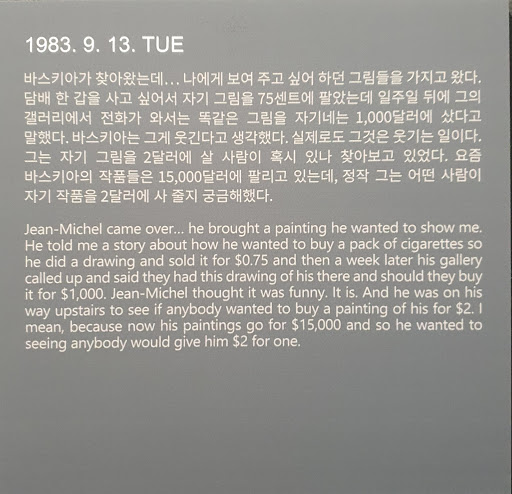 1983. 9. 13. TUE
바스키아가 찾아왔는데… 나에게 보여 주고 싶어 하던 그림들을 가지고 왔다.
담배 한 갑을 사고 싶어서 자기 그림을 75센트에 팔았는데 일주일 뒤에 그의
갤러리에서 전화가 와서는 똑같은 그림을 자기네는 1,000달러에 샀다고
말했다. 바스키아는 그게 웃긴다고 생각했다. 실제로도 그것은 웃기는 일이다.
그는 자기 그림을 2달러에 살 사람이 혹시 있나 찾아보고 있었다. 요즘
바스키아의 작품들은 15,000달러에 팔리고 있는데, 정작 그는 어떤 사람이
자기 작품을 2달러에 사 줄지 궁금해했다.
Jean-Michel came over... he brought a painting he wanted to show me.
He told me a story about how he wanted to buy a pack of cigarettes so
he did a drawing and sold it for $0.75 and then a week later his gallery
called up and said they had this drawing of his there and should they buy
it for $1,000. Jean-Michel thought it was funny. It is. And he was on his
way upstairs to see if anybody wanted to buy a painting of his for $2. I
mean, because now his paintings go for $15,000 and so he wanted to
seeing anybody would give him $2 for one.